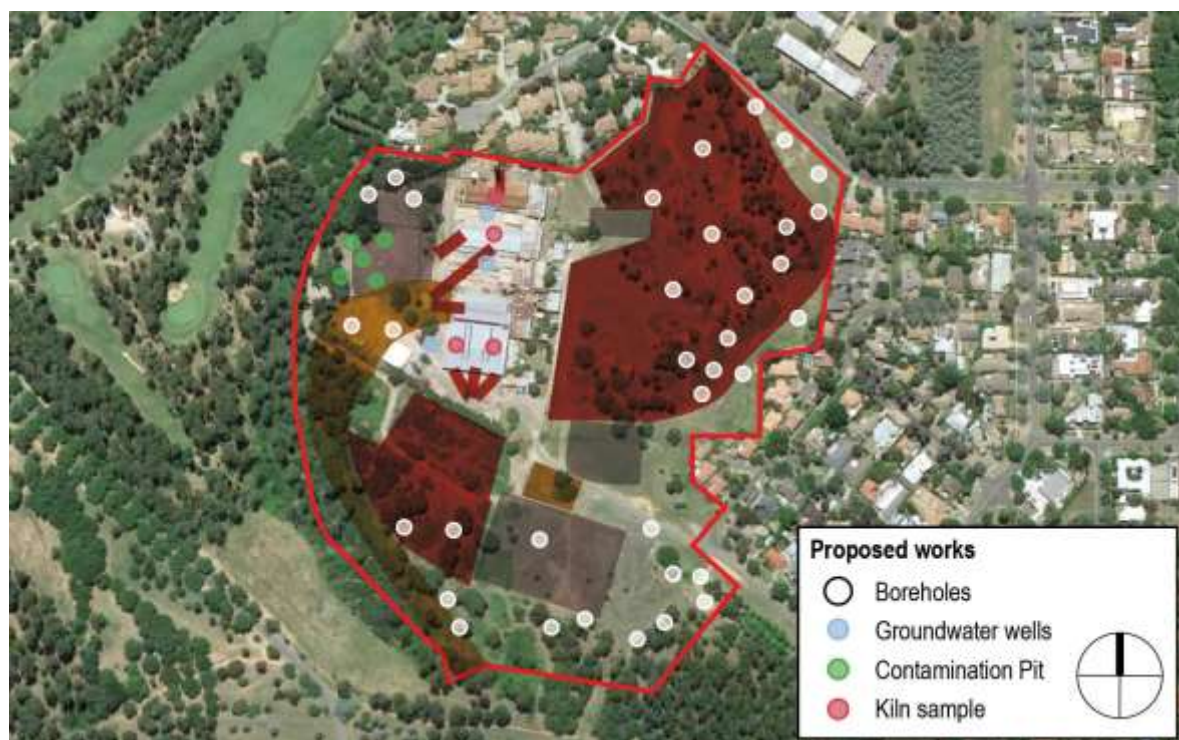 Proposed works
Boreholes
Groundwater wells
Contamination Pit
Kiln sample